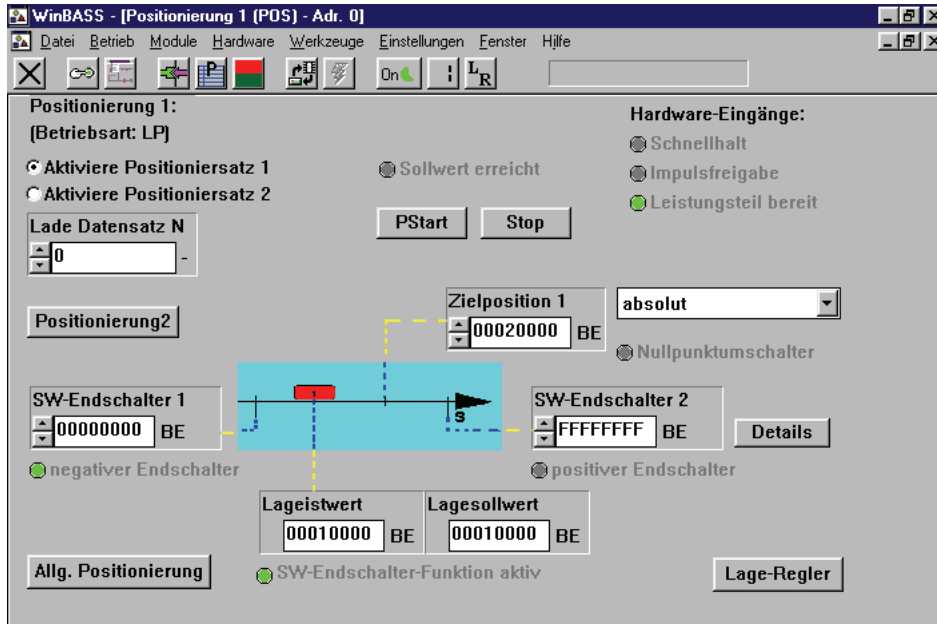 WinBASS - [Positionierung 1 (POS) - Adr. 0]
Datei Betrieb Module Hardware Werkzeuge Einstellungen Fenster Hilfe
P On L R
Positionierung 1:
(Betriebsart: LP)
Hardware-Eingänge:
Schnellhalt
Aktiviere Positioniersatz 1
Sollwert erreicht
Impulsfreigabe
Aktiviere Positioniersatz 2
Leistungsteil bereit
Lade Datensatz N
PStart Stop
0 -
Zielposition 1
absolut
Positionierung2
00020000 BE
Nullpunktumschalter
SW-Endschalter 1
SW-Endschalter 2
s
00000000 BE
FFFFFFFF BE
Details
negativer Endschalter
positiver Endschalter
Lageistwert Lagesollwert
00010000 BE 00010000 BE
Allg. Positionierung
SW-Endschalter-Funktion aktiv
Lage-Regler